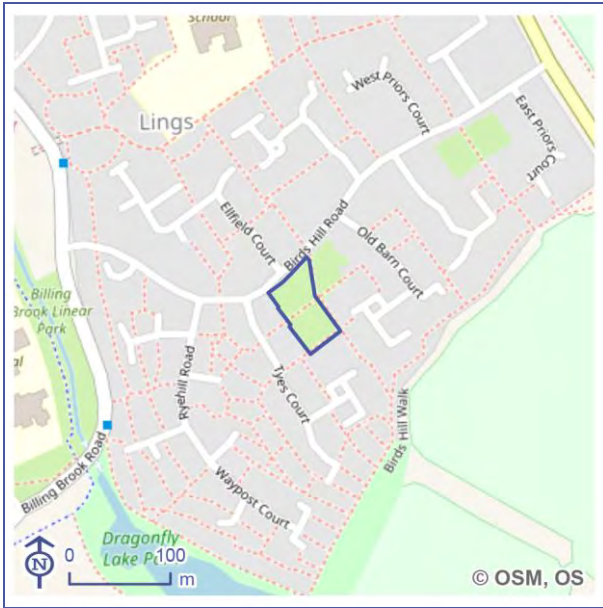 School
West Priors Court
East Priors
Court
Lings
Ellfield Court
Birds Hill Road
Old Barn Court
Billing
Brook Linear
Park
Ryehill Road
Tyes Court
Birds Hill Walk
Waypost Court
Billing Brook Road
Dragonfly
Lake
N
0 100
m
© OSM, OS